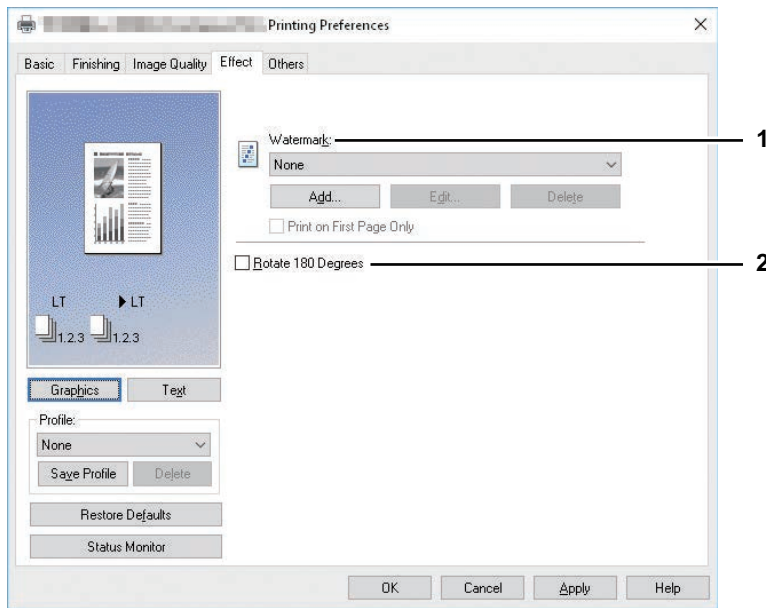 Printing Preferences
Basic Finishing Image Quality Effect Others
Watermark: 1
None
Add... Edit... Delete
Print on First Page Only
Rotate 180 Degrees 2
LT LT
1.2.3 1.2.3
Graphics Text
Profile:
None
Save Profile Delete
Restore Defaults
Status Monitor
OK Cancel Apply Help